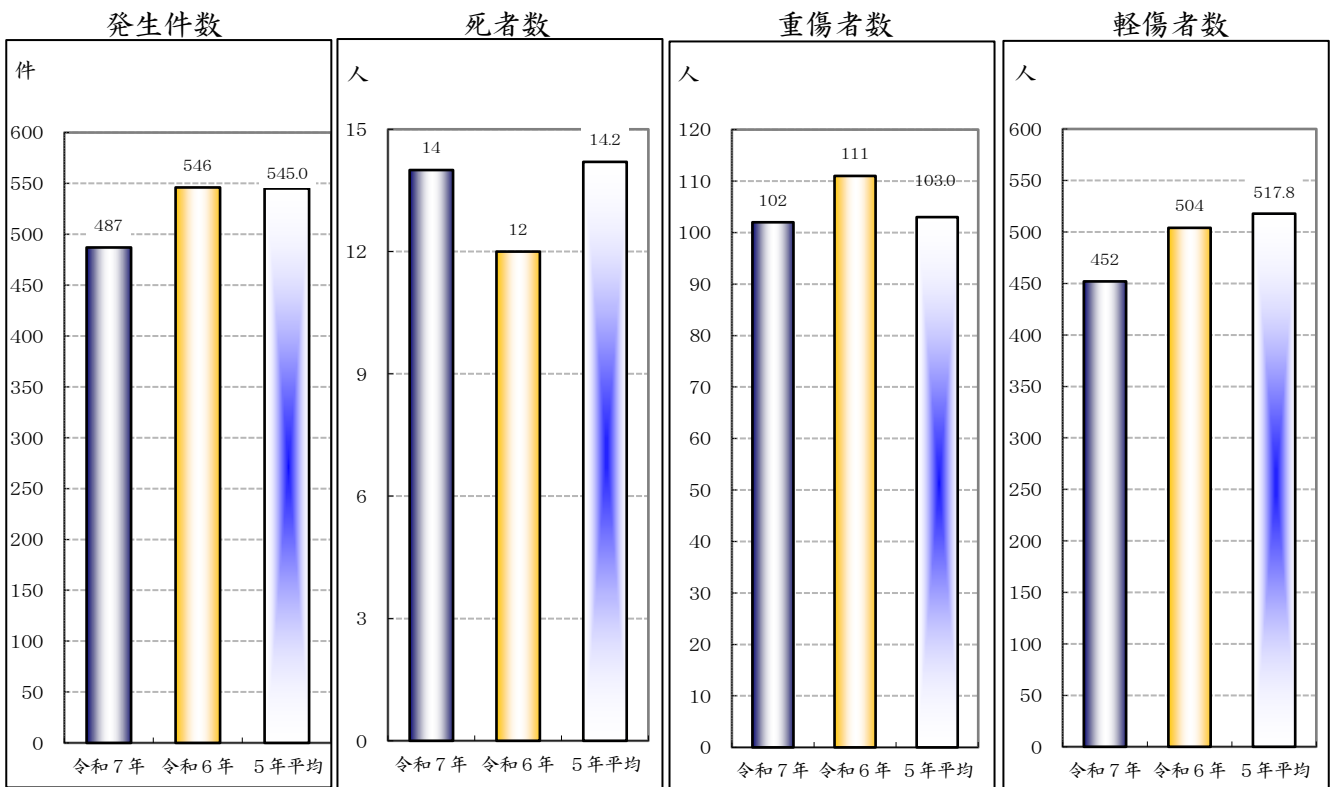 発生件数
件
600
550
500
450
400
350
300
250
200
150
100
50
0
487
546
545.0
令和７年
令和６年
５年平均
死者数
人
15
12
9
6
3
0
14
12
14.2
令和７年
令和６年
５年平均
重傷者数
人
120
110
100
90
80
70
60
50
40
30
20
10
0
102
111
103.0
令和７年
令和６年
５年平均
軽傷者数
人
600
550
500
450
400
350
300
250
200
150
100
50
0
452
504
517.8
令和７年
令和６年
５年平均